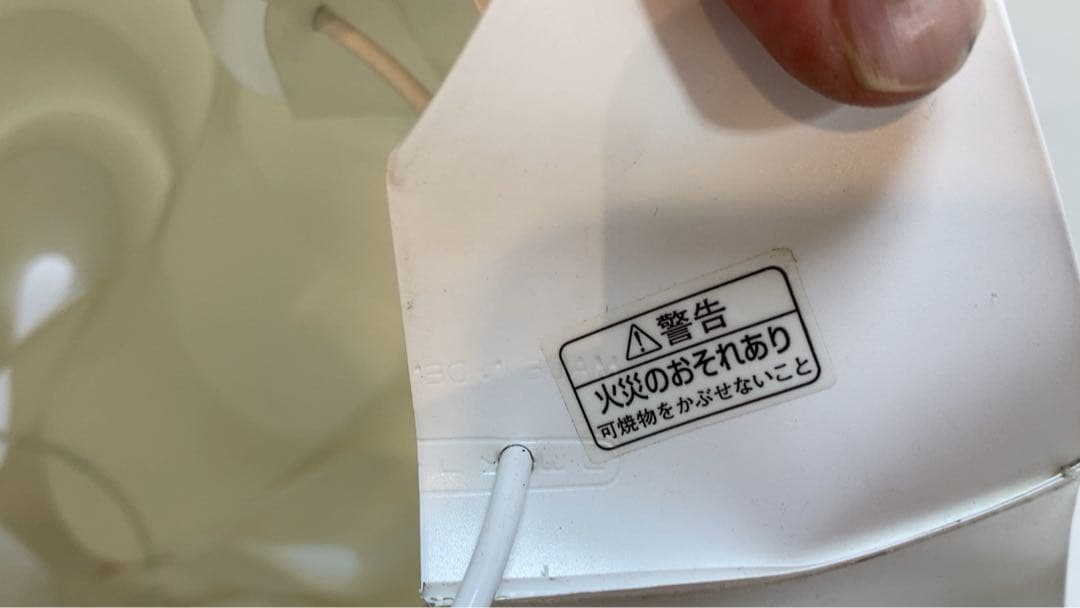 ⚠警告
火災のおそれあり
可焼物をかぶせないこと